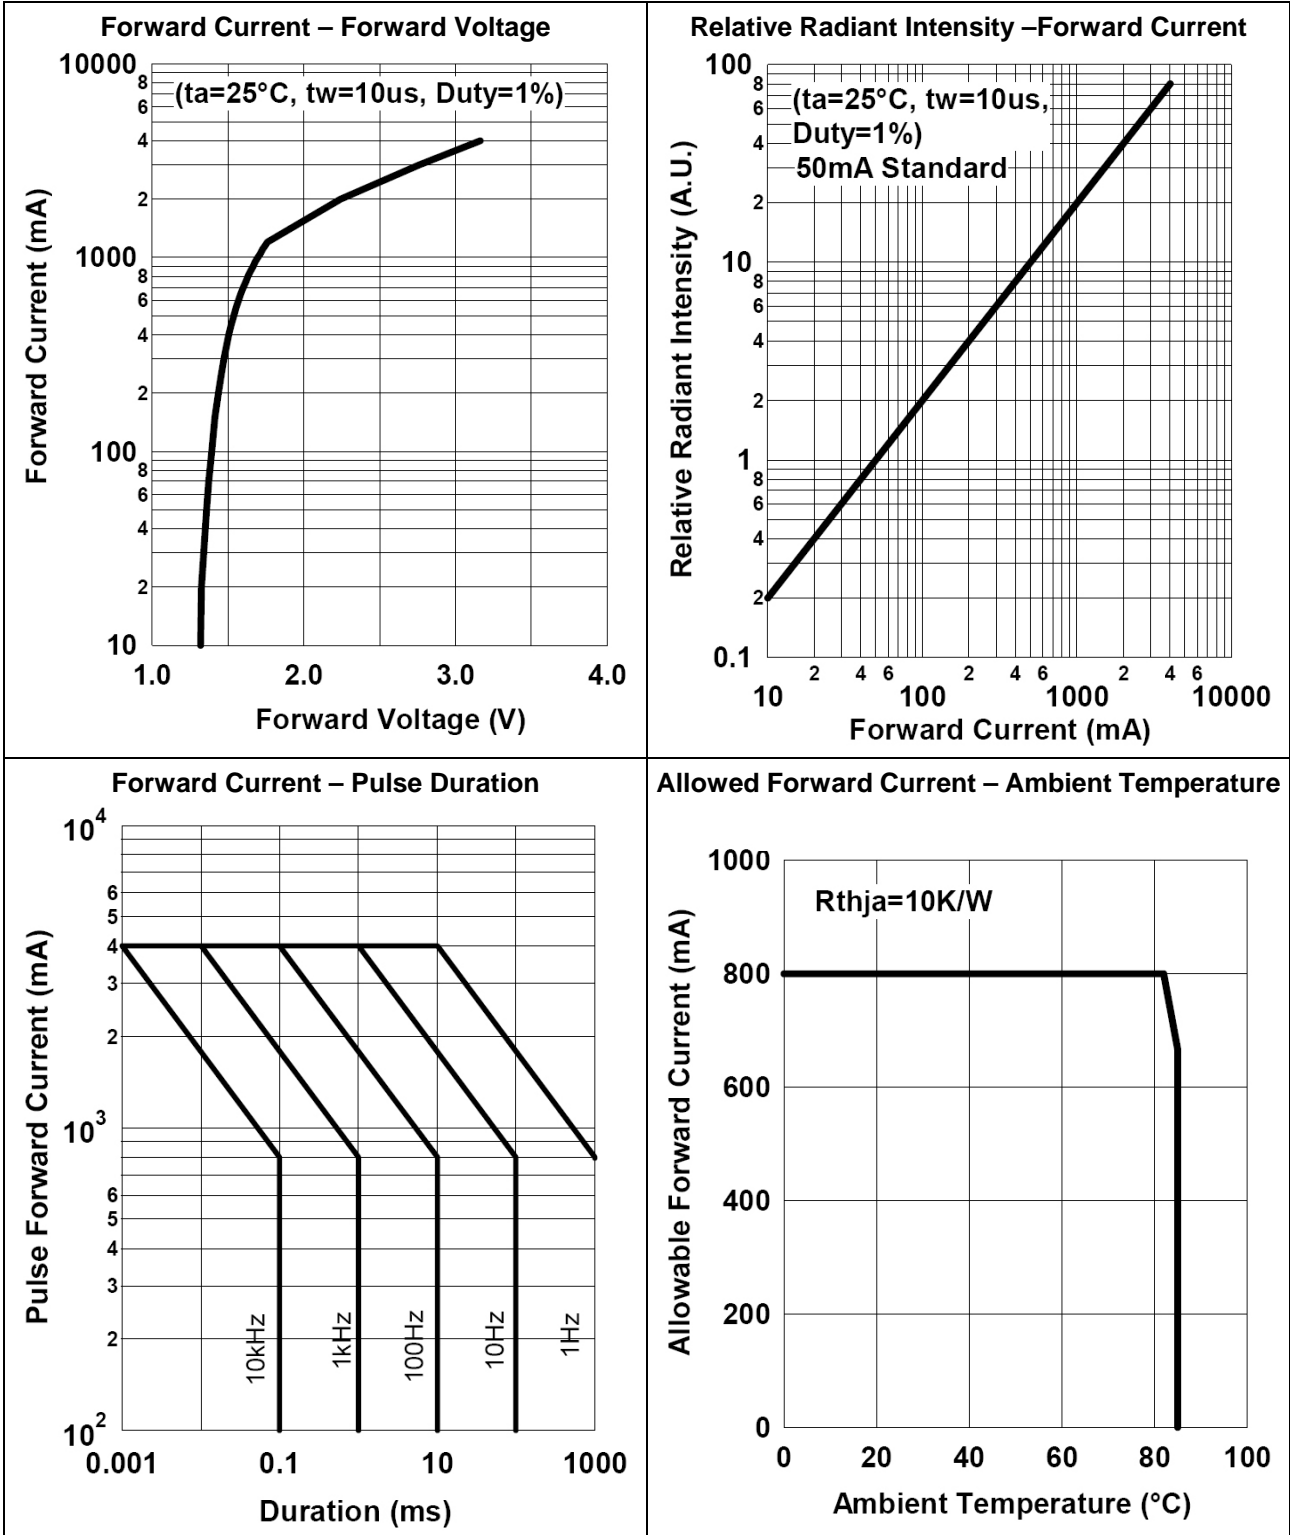 Forward Current – Forward Voltage
(ta=25°C, tw=10us, Duty=1%)
Forward Current (mA)
10000
8
6
4
2
1000
8
6
4
2
100
8
6
4
2
10
1.0 2.0 3.0 4.0
Forward Voltage (V)
Relative Radiant Intensity –Forward Current
(ta=25°C, tw=10us,
Duty=1%)
50mA Standard
Relative Radiant Intensity (A.U.)
100
8
6
4
2
10
8
6
4
2
1
8
6
4
2
0.1
2 4 6 2 4 6 2 4 6
10 100 1000 10000
Forward Current (mA)
Forward Current – Pulse Duration
Pulse Forward Current (mA)
10⁴
6
5
4
3
2
10³
6
5
4
3
2
10²
10kHz 1kHz 100Hz 10Hz 1Hz
0.001 0.1 10 1000
Duration (ms)
Allowed Forward Current – Ambient Temperature
Rthja=10K/W
Allowable Forward Current (mA)
1000
800
600
400
200
0
0 20 40 60 80 100
Ambient Temperature (°C)